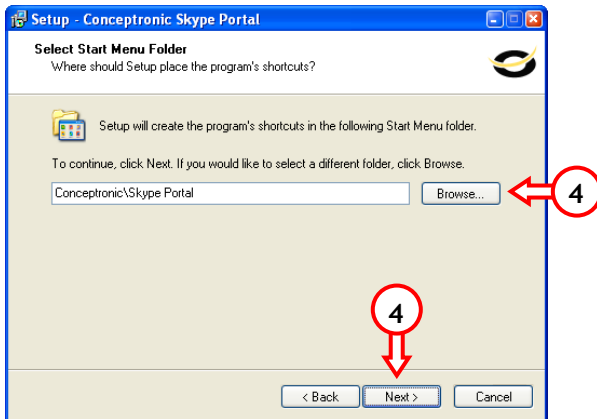 Setup - Conceptronic Skype Portal
Select Start Menu Folder
Where should Setup place the program's shortcuts?
Setup will create the program's shortcuts in the following Start Menu folder.
To continue, click Next. If you would like to select a different folder, click Browse.
Conceptronic\Skype Portal
Browse...
4
4
< Back
Next >
Cancel